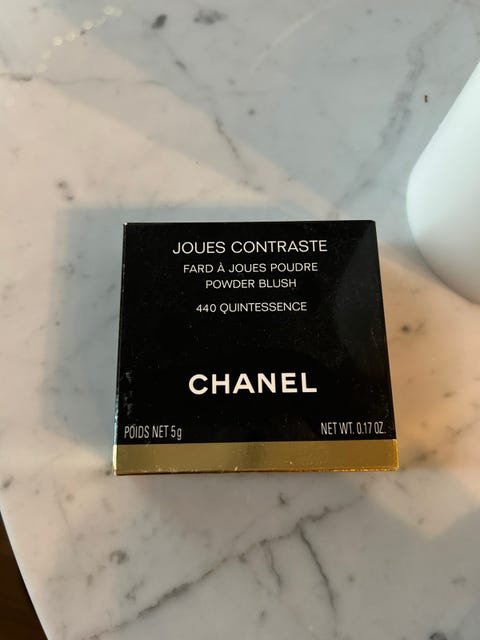 JOUES CONTRASTE
FARD À JOUES POUDRE
POWDER BLUSH
440 QUINTESSENCE
CHANEL
POIDS NET 5g NET WT. 0.17 OZ.